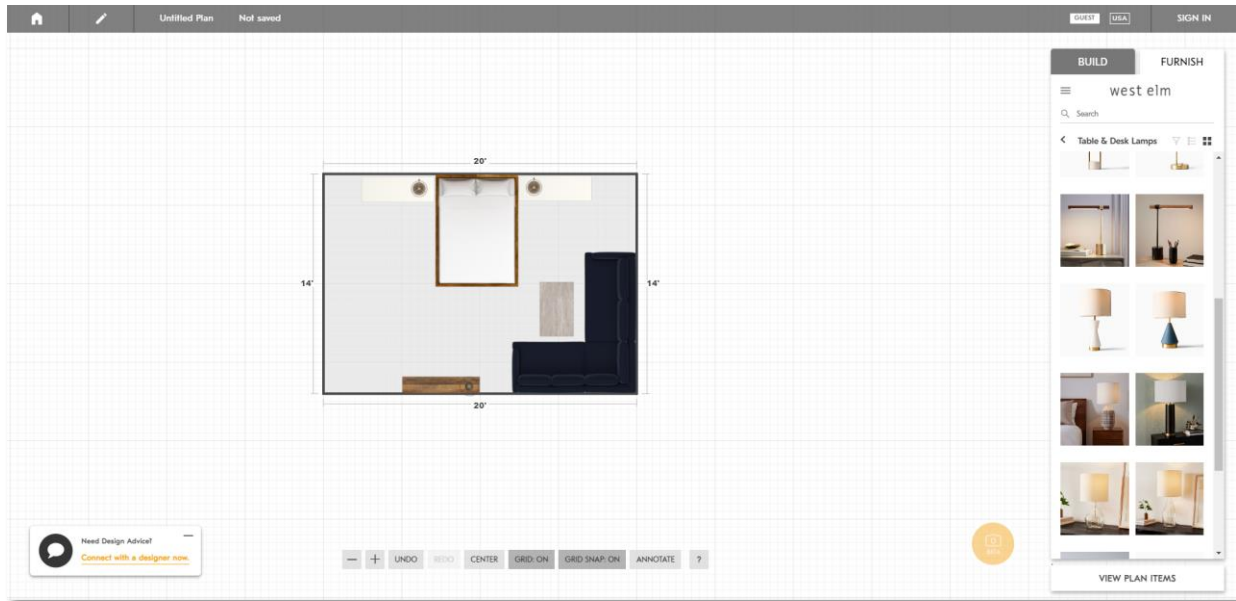 Untitled Plan
Not saved
GUEST
USA
SIGN IN
BUILD
FURNISH
west elm
Search
Table & Desk Lamps
20'
14'
14'
20'
Need Design Advice?
Connect with a designer now.
UNDO
REDO
CENTER
GRID: ON
GRID SNAP: ON
ANNOTATE
?
BETA
VIEW PLAN ITEMS